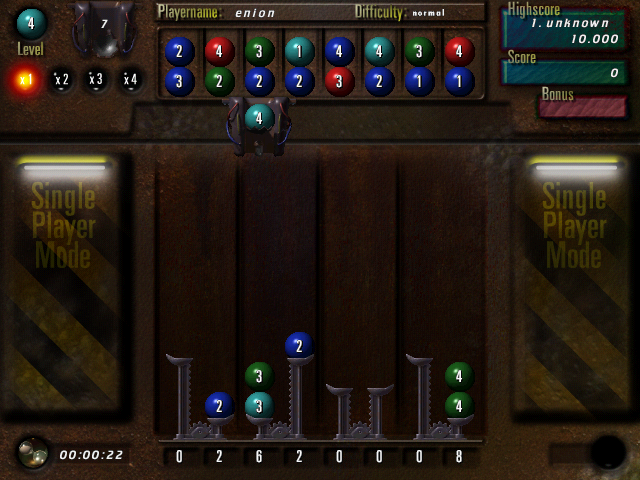 4
Level
7
x1 x2 x3 x4
Playername: enion Difficulty: normal
2 4 3 1 4 4 3 4
3 2 2 2 3 2 1 1
4
Highscore
1. unknown
10.000
Score
0
Bonus
Single
Player
Mode
Single
Player
Mode
2
3 4
2 3 4
00:00:22
0 2 6 2 0 0 0 8